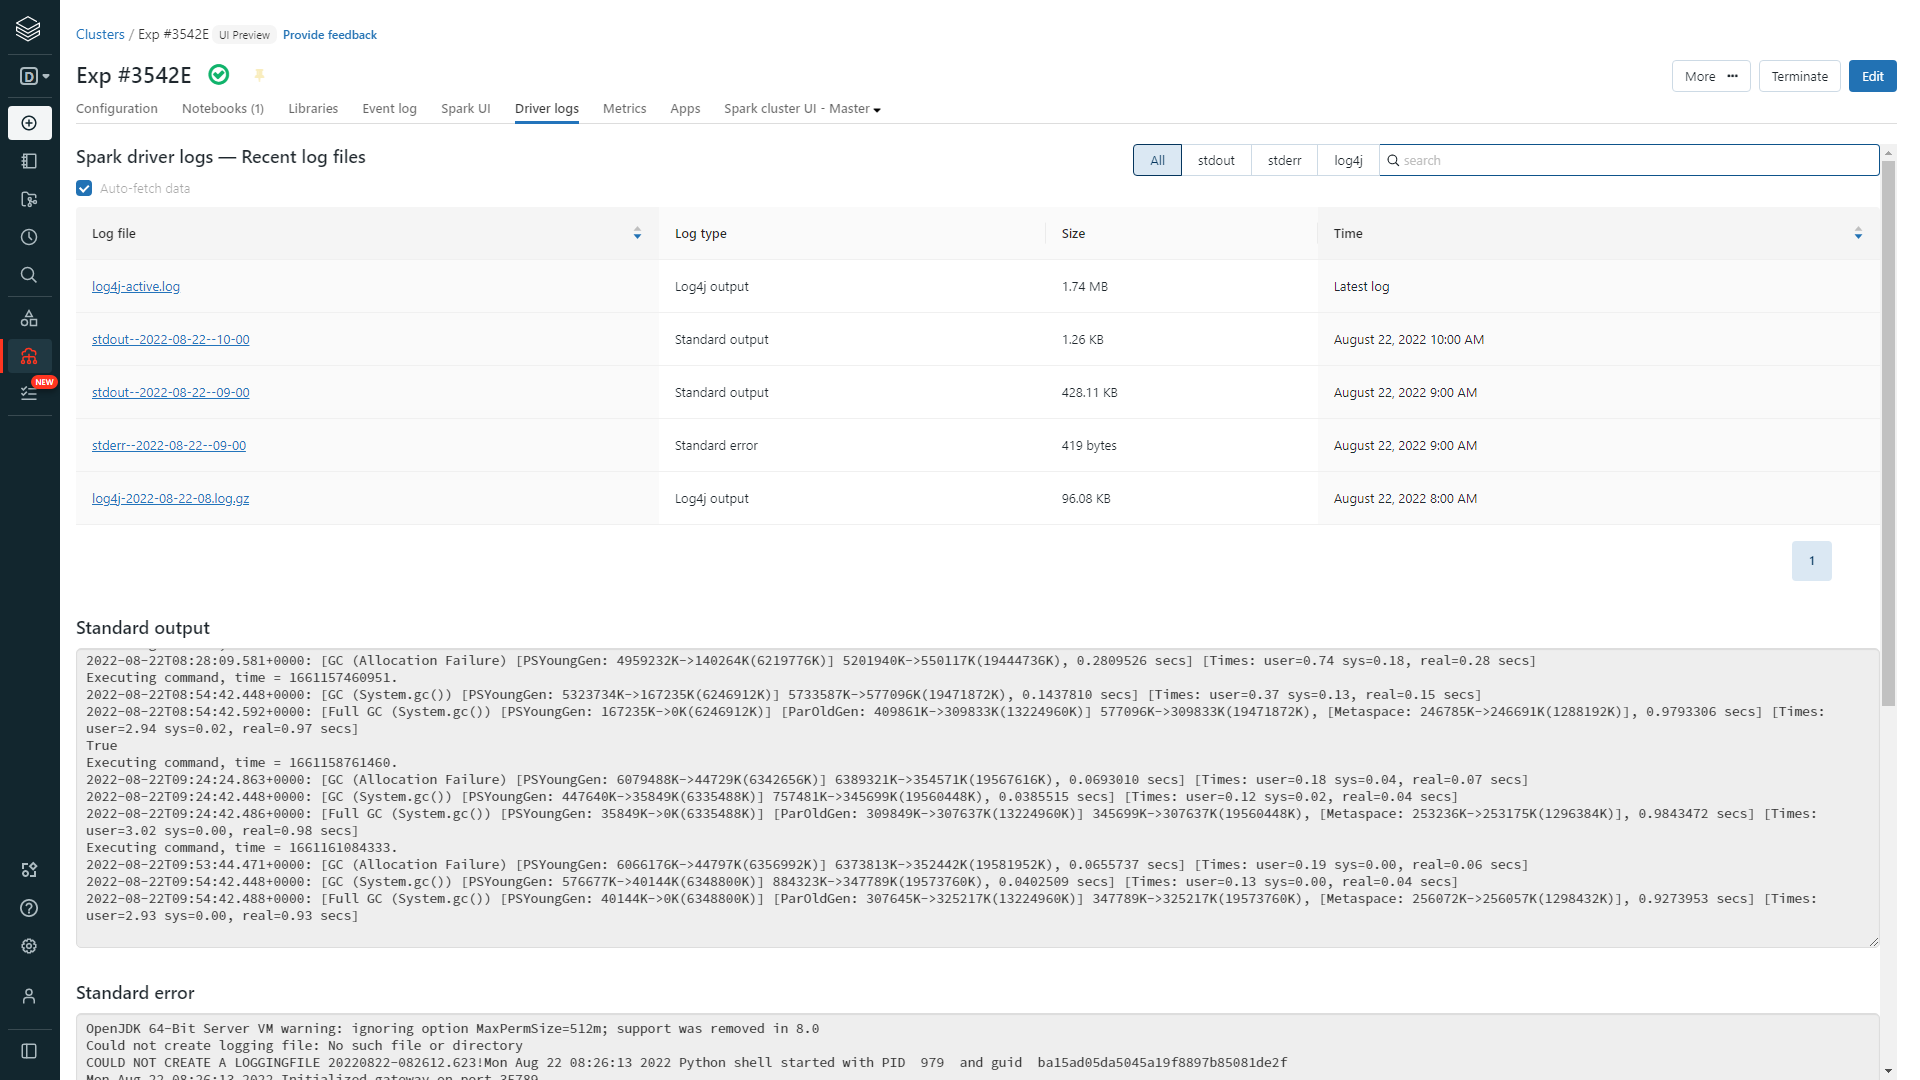 Clusters / Exp #3542E UI Preview Provide feedback
D
Exp #3542E
More ••• Terminate Edit
Configuration Notebooks (1) Libraries Event log Spark UI Driver logs Metrics Apps Spark cluster UI - Master
Spark driver logs — Recent log files
All stdout stderr log4j search
Auto-fetch data
Log file Log type Size Time
log4j-active.log Log4j output 1.74 MB Latest log
stdout--2022-08-22--10-00 Standard output 1.26 KB August 22, 2022 10:00 AM
NEW
stdout--2022-08-22--09-00 Standard output 428.11 KB August 22, 2022 9:00 AM
stderr--2022-08-22--09-00 Standard error 419 bytes August 22, 2022 9:00 AM
log4j-2022-08-22-08.log.gz Log4j output 96.08 KB August 22, 2022 8:00 AM
1
Standard output
2022-08-22T08:28:09.581+0000: [GC (Allocation Failure) [PSYoungGen: 4959232K->140264K(6219776K)] 5201940K->550117K(19444736K), 0.2809526 secs] [Times: user=0.74 sys=0.18, real=0.28 secs]
Executing command, time = 1661157460951.
2022-08-22T08:54:42.448+0000: [GC (System.gc()) [PSYoungGen: 5323734K->167235K(6246912K)] 5733587K->577096K(19471872K), 0.1437810 secs] [Times: user=0.37 sys=0.13, real=0.15 secs]
2022-08-22T08:54:42.592+0000: [Full GC (System.gc()) [PSYoungGen: 167235K->0K(6246912K)] [ParOldGen: 409861K->309833K(13224960K)] 577096K->309833K(19471872K), [Metaspace: 246785K->246691K(1288192K)], 0.9793306 secs] [Times:
user=2.94 sys=0.02, real=0.97 secs]
True
Executing command, time = 1661158761460.
2022-08-22T09:24:24.863+0000: [GC (Allocation Failure) [PSYoungGen: 6079488K->44729K(6342656K)] 6389321K->354571K(19567616K), 0.0693010 secs] [Times: user=0.18 sys=0.04, real=0.07 secs]
2022-08-22T09:24:42.448+0000: [GC (System.gc()) [PSYoungGen: 447640K->35849K(6335488K)] 757481K->345699K(19560448K), 0.0385515 secs] [Times: user=0.12 sys=0.02, real=0.04 secs]
2022-08-22T09:24:42.486+0000: [Full GC (System.gc()) [PSYoungGen: 35849K->0K(6335488K)] [ParOldGen: 309849K->307637K(13224960K)] 345699K->307637K(19560448K), [Metaspace: 253236K->253175K(1296384K)], 0.9843472 secs] [Times:
user=3.02 sys=0.00, real=0.98 secs]
Executing command, time = 1661161084333.
2022-08-22T09:53:44.471+0000: [GC (Allocation Failure) [PSYoungGen: 6066176K->44797K(6356992K)] 6373813K->352442K(19581952K), 0.0655737 secs] [Times: user=0.19 sys=0.00, real=0.06 secs]
2022-08-22T09:54:42.448+0000: [GC (System.gc()) [PSYoungGen: 576677K->40144K(6348800K)] 884323K->347789K(19573760K), 0.0402509 secs] [Times: user=0.13 sys=0.00, real=0.04 secs]
2022-08-22T09:54:42.488+0000: [Full GC (System.gc()) [PSYoungGen: 40144K->0K(6348800K)] [ParOldGen: 307645K->325217K(13224960K)] 347789K->325217K(19573760K), [Metaspace: 256072K->256057K(1298432K)], 0.9273953 secs] [Times:
user=2.93 sys=0.00, real=0.93 secs]
Standard error
OpenJDK 64-Bit Server VM warning: ignoring option MaxPermSize=512m; support was removed in 8.0
Could not create logging file: No such file or directory
COULD NOT CREATE A LOGGINGFILE 20220822-082612.623!Mon Aug 22 08:26:13 2022 Python shell started with PID  979  and guid  ba15ad05da5045a19f8897b85081de2f
Mon Aug 22 08:26:13 2022 Initialized gateway on port 35789